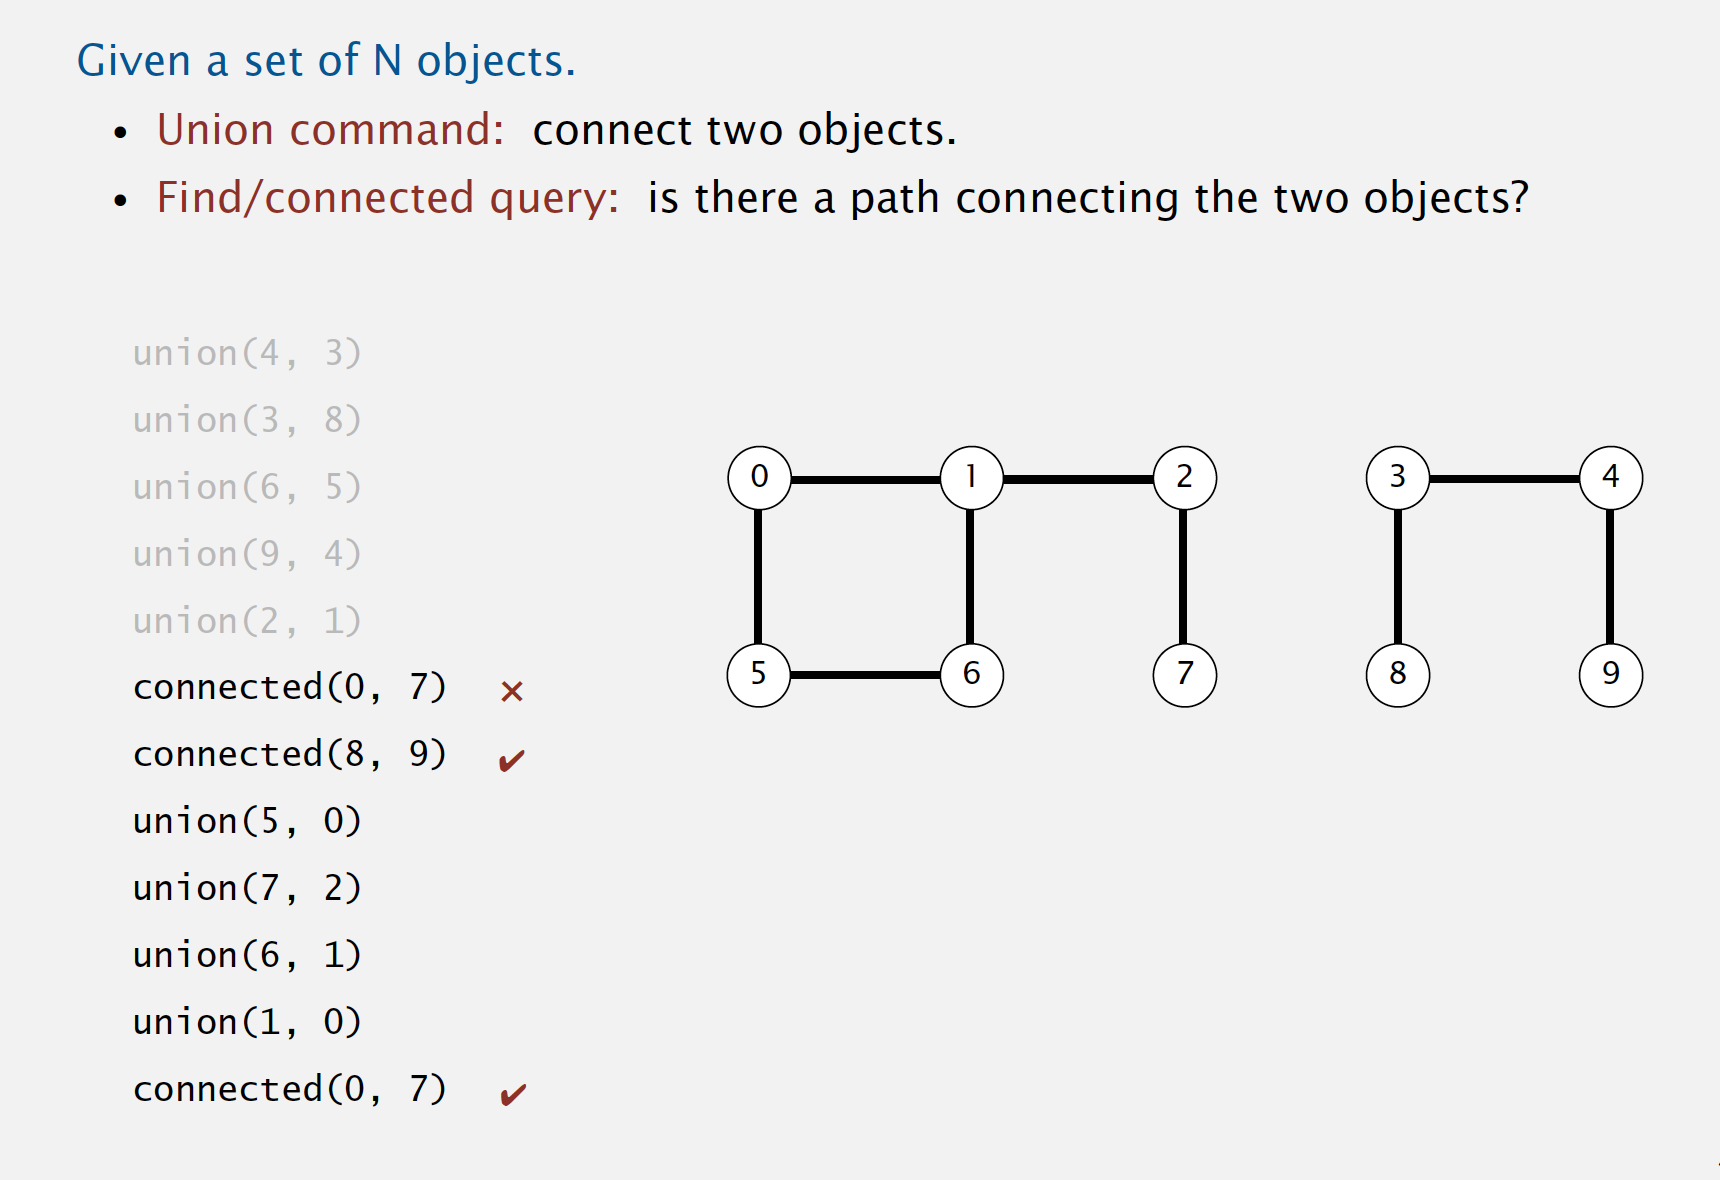 Given a set of N objects.
• Union command: connect two objects.
• Find/connected query: is there a path connecting the two objects?
union(4, 3)
union(3, 8)
union(6, 5)
union(9, 4)
union(2, 1)
connected(0, 7) ✕
connected(8, 9) ✔
union(5, 0)
union(7, 2)
union(6, 1)
union(1, 0)
connected(0, 7) ✔
0 1 2 3 4
5 6 7 8 9